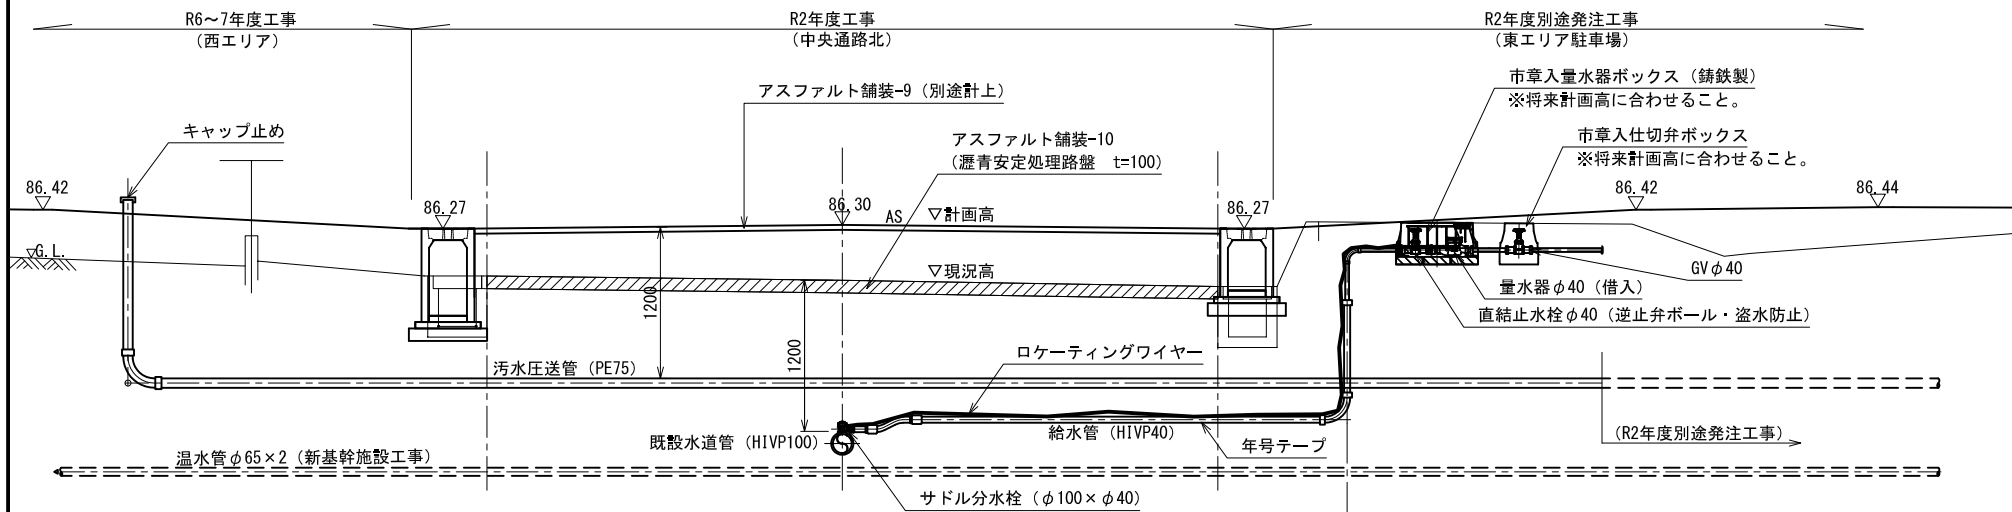 R6～7年度工事
（西エリア）
R2年度工事
（中央通路北）
R2年度別途発注工事
（東エリア駐車場）
市章入量水器ボックス（鋳鉄製）
※将来計画高に合わせること。
アスファルト舗装-9（別途計上）
キャップ止め
アスファルト舗装-10
（瀝青安定処理路盤　t=100）
市章入仕切弁ボックス
※将来計画高に合わせること。
86.42
86.27
86.30
AS
▽計画高
86.27
86.42
86.44
▽G.L.
▽現況高
GVφ40
量水器φ40（借入）
直結止水栓φ40（逆止弁ボール・盗水防止）
1200
1200
汚水圧送管（PE75）
ロケーティングワイヤー
既設水道管（HIVP100）
給水管（HIVP40）
年号テープ
（R2年度別途発注工事）
温水管φ65×2（新基幹施設工事）
サドル分水栓（φ100×φ40）